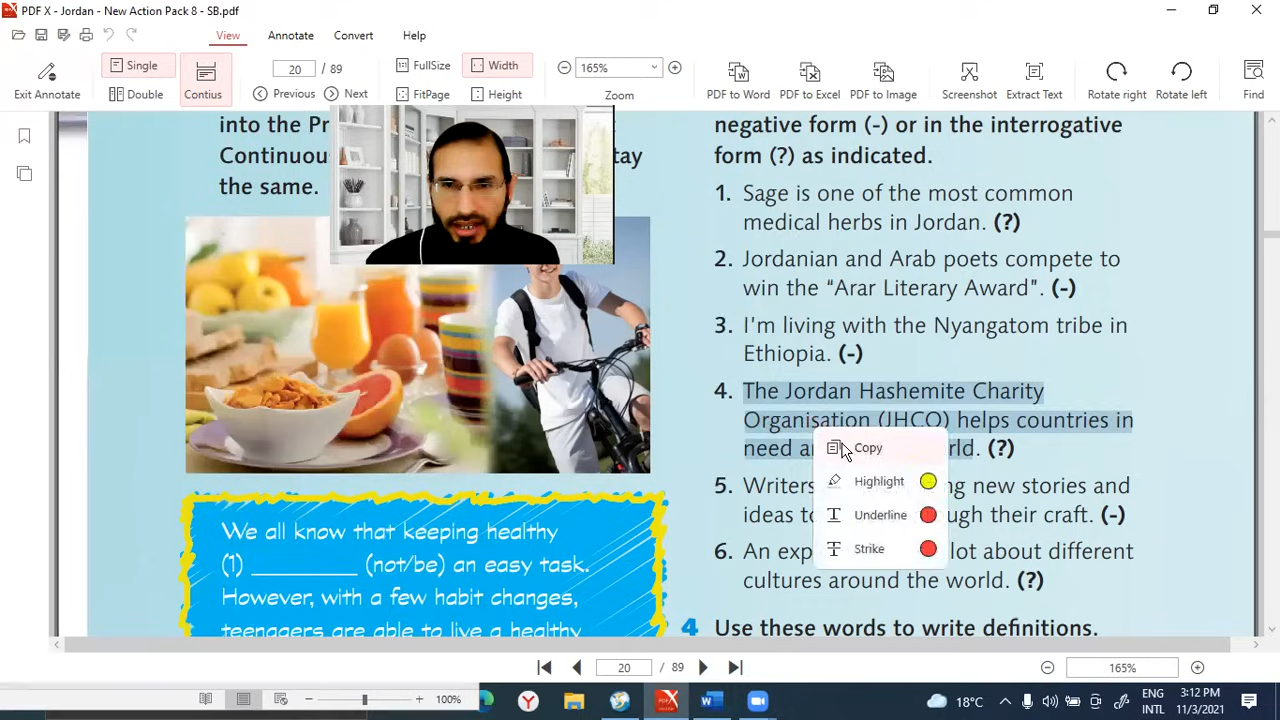 PDF X - Jordan - New Action Pack 8 - SB.pdf
View Annotate Convert Help
Single FullSize Width 165%
20 / 89
Exit Annotate Double Contius Previous Next FitPage Height Zoom PDF to Word PDF to Excel PDF to Image Screenshot Extract Text Rotate right Rotate left Find
into the Pr
Continuou
tay
the same.
We all know that keeping healthy
(1) __________ (not/be) an easy task.
However, with a few habit changes,
teenagers are able to live a healthy
negative form (-) or in the interrogative
form (?) as indicated.
1. Sage is one of the most common
medical herbs in Jordan. (?)
2. Jordanian and Arab poets compete to
win the “Arar Literary Award”. (-)
3. I'm living with the Nyangatom tribe in
Ethiopia. (-)
4. The Jordan Hashemite Charity
Organisation (JHCO) helps countries in
need a rld. (?)
5. Writers ng new stories and
ideas to ugh their craft. (-)
6. An exp lot about different
cultures around the world. (?)
4 Use these words to write definitions.
Copy
Highlight
Underline
Strike
20 / 89
165%
100%
18°C
ENG
INTL
3:12 PM
11/3/2021